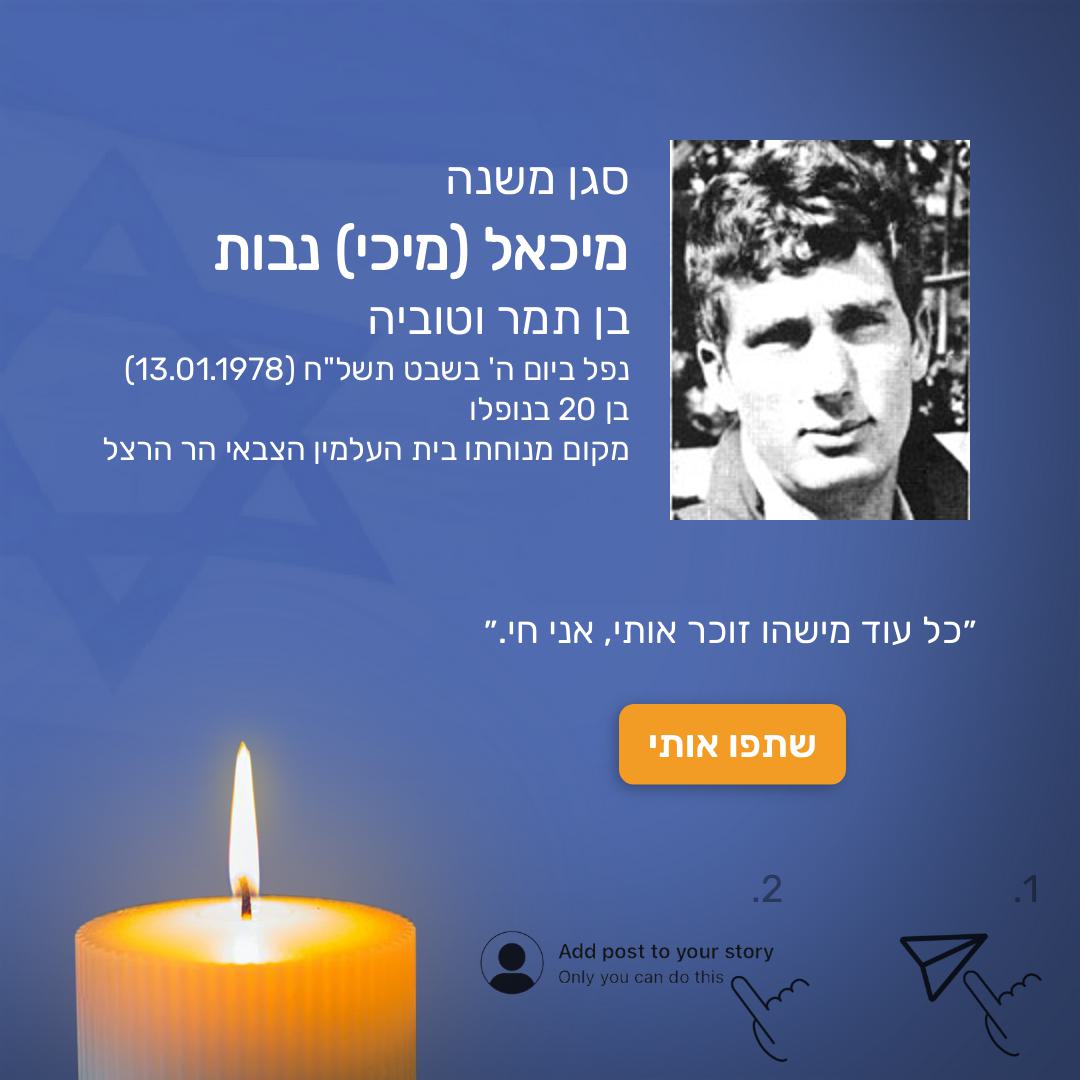 סגן משנה
מיכאל (מיכי) נבות
בן תמר וטוביה
נפל ביום ה' בשבט תשל"ח (13.01.1978)
בן 20 בנופלו
מקום מנוחתו בית העלמין הצבאי הר הרצל
״כל עוד מישהו זוכר אותי, אני חי.״
שתפו אותי
.1
.2
Add post to your story
Only you can do this